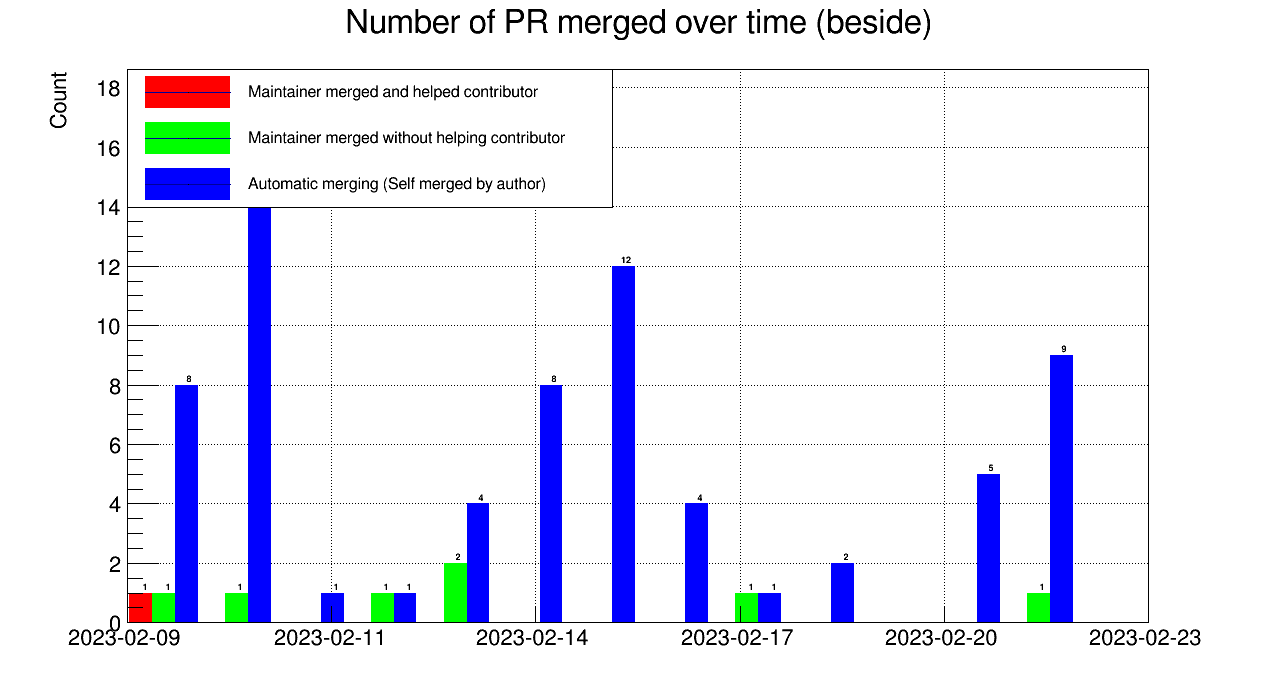 Number of PR merged over time (beside)
Count
18
16
14
12
10
8
6
4
2
0
Maintainer merged and helped contributor
Maintainer merged without helping contributor
Automatic merging (Self merged by author)
1 1 8 1 1 1 1 2 4 8 12 4 1 1 2 5 1 9
2023-02-09 2023-02-11 2023-02-14 2023-02-17 2023-02-20 2023-02-23